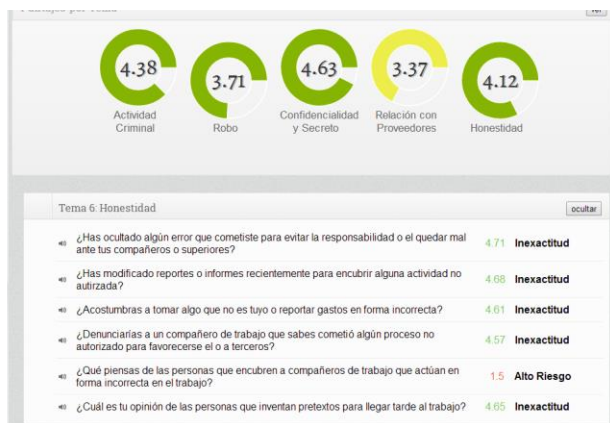 ver
4.38
3.71
4.63
3.37
4.12
Actividad
Criminal
Robo
Confidencialidad
y Secreto
Relación con
Proveedores
Honestidad
Tema 6: Honestidad
ocultar
¿Has ocultado algún error que cometiste para evitar la responsabilidad o el quedar mal
ante tus compañeros o superiores?
4.71 Inexactitud
¿Has modificado reportes o informes recientemente para encubrir alguna actividad no
autirzada?
4.68 Inexactitud
¿Acostumbras a tomar algo que no es tuyo o reportar gastos en forma incorrecta?
4.61 Inexactitud
¿Denunciarías a un compañero de trabajo que sabes cometió algún proceso no
autorizado para favorecerse el o a terceros?
4.57 Inexactitud
¿Qué piensas de las personas que encubren a compañeros de trabajo que actúan en
forma incorrecta en el trabajo?
1.5 Alto Riesgo
¿Cuál es tu opinión de las personas que inventan pretextos para llegar tarde al trabajo?
4.65 Inexactitud